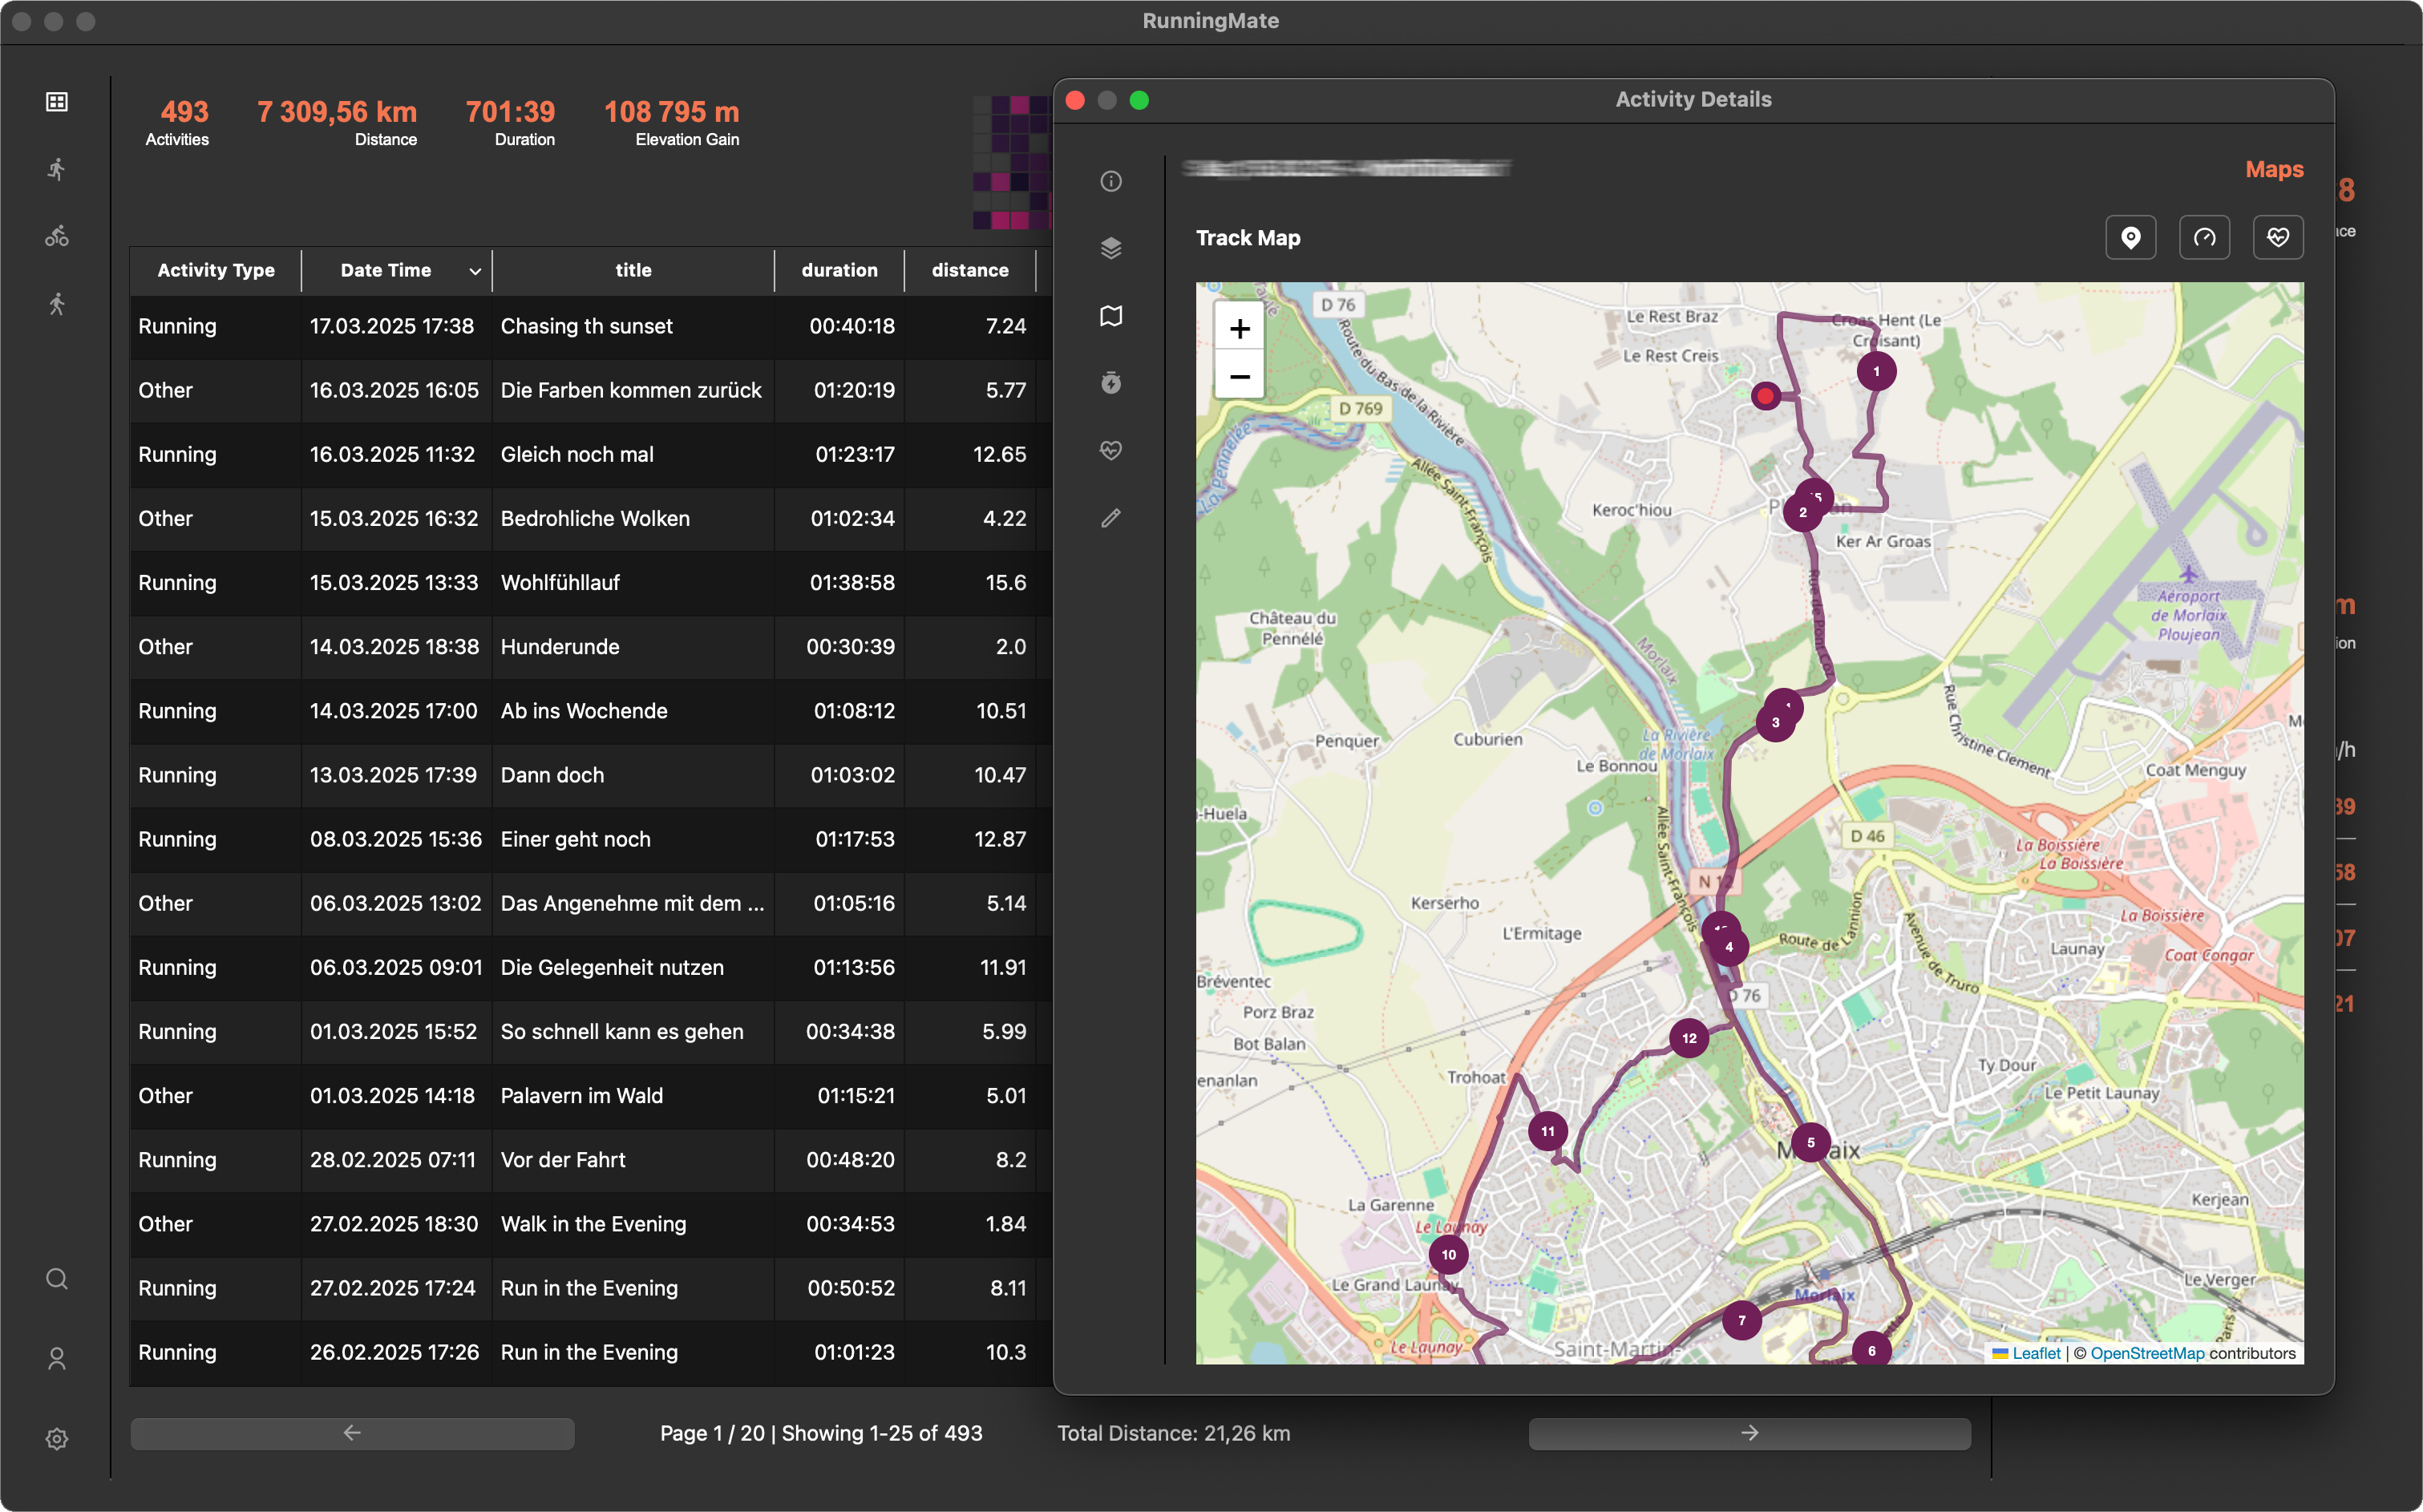 RunningMate
493
Activities
7 309,56 km
Distance
701:39
Duration
108 795 m
Elevation Gain
Activity Type Date Time title duration distance
Running 17.03.2025 17:38 Chasing th sunset 00:40:18 7.24
Other 16.03.2025 16:05 Die Farben kommen zurück 01:20:19 5.77
Running 16.03.2025 11:32 Gleich noch mal 01:23:17 12.65
Other 15.03.2025 16:32 Bedrohliche Wolken 01:02:34 4.22
Running 15.03.2025 13:33 Wohlfühllauf 01:38:58 15.6
Other 14.03.2025 18:38 Hunderunde 00:30:39 2.0
Running 14.03.2025 17:00 Ab ins Wochende 01:08:12 10.51
Running 13.03.2025 17:39 Dann doch 01:03:02 10.47
Running 08.03.2025 15:36 Einer geht noch 01:17:53 12.87
Other 06.03.2025 13:02 Das Angenehme mit dem ... 01:05:16 5.14
Running 06.03.2025 09:01 Die Gelegenheit nutzen 01:13:56 11.91
Running 01.03.2025 15:52 So schnell kann es gehen 00:34:38 5.99
Other 01.03.2025 14:18 Palavern im Wald 01:15:21 5.01
Running 28.02.2025 07:11 Vor der Fahrt 00:48:20 8.2
Other 27.02.2025 18:30 Walk in the Evening 00:34:53 1.84
Running 27.02.2025 17:24 Run in the Evening 00:50:52 8.11
Running 26.02.2025 17:26 Run in the Evening 01:01:23 10.3
Page 1 / 20 | Showing 1-25 of 493
Total Distance: 21,26 km
Activity Details
Maps
Track Map
+
−
D 76
Le Rest Braz
Croas Hent (Le
Croisant)
Le Rest Creis
1
Route du Bas de la Rivière
D 769
La Pennélée
Allée Saint-François
Keroc'hiou
2
Ker Ar Groas
Rue de
Château du
Pennélé
Aéroport
de Morlaix
Ploujean
Morlaix
3
Rue Christine Clement
La Rivière
de Morlaix
Penquer
Cuburien
Le Bonnou
Coat Menguy
-Huela
Allée Saint-François
D 46
La Boissière
La Boissière
N 12
Kerserho
L'Ermitage
4
Route de Lannion
Avenue de Truro
La Boissière
Launay
Coat Congar
Bréventec
D 76
Porz Braz
Bot Balan
12
enanlan
Trohoat
Ty Dour
Le Petit Launay
11
5
La Garenne
Kerjean
Le Launay
10
Le Grand Launay
Le Verger
Morlaix
7
Le Launay
Saint-Martin-
6
Paris
Leaflet | © OpenStreetMap contributors